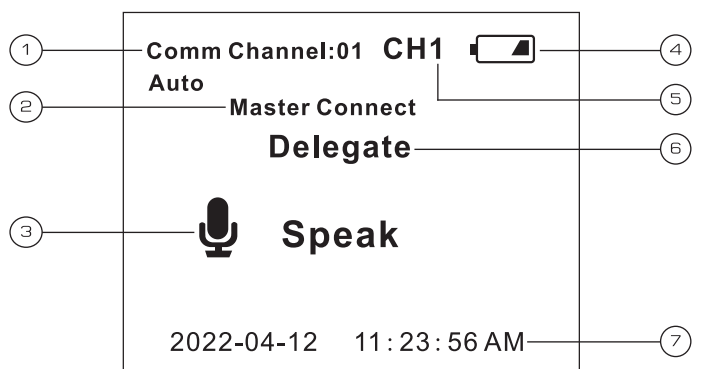 1 Comm Channel:01 CH1 4
Auto 5
2 Master Connect
Delegate 6
3 Speak
2022-04-12 11:23:56 AM 7